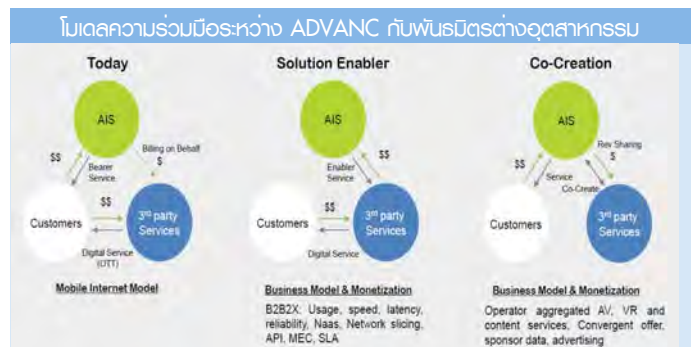 โมเดลความร่วมมือระหว่าง ADVANC กับพันธมิตรต่างอุตสาหกรรม
Today
AIS
$$
Bearer
Service
Billing on Behalf
$
Customers
$$
3rd party
Services
Digital Service
(OTT)
Mobile Internet Model
Solution Enabler
AIS
Enabler
Service
$$
Customers
$$
3rd party
Services
Digital Service
Business Model & Monetization
B2B2X: Usage, speed, latency,
reliability, Naas, Network slicing,
API, MEC, SLA
Co-Creation
AIS
$$
Service
Co-Create
Rev Sharing
$
Customers
3rd party
Services
Business Model & Monetization
Operator aggregated AV, VR and
content services, Convergent offer,
sponsor data, advertising